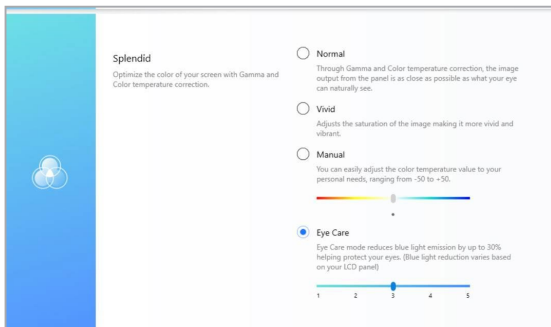 Splendid
Optimize the color of your screen with Gamma and
Color temperature correction.
Normal
Through Gamma and Color temperature correction, the image
output from the panel is as close as possible as what your eye
can naturally see.
Vivid
Adjusts the saturation of the image making it more vivid and
vibrant.
Manual
You can easily adjust the color temperature value to your
personal needs, ranging from -50 to +50.
Eye Care
Eye Care mode reduces blue light emission by up to 30%
helping protect your eyes. (Blue light reduction varies based
on your LCD panel)
1 2 3 4 5